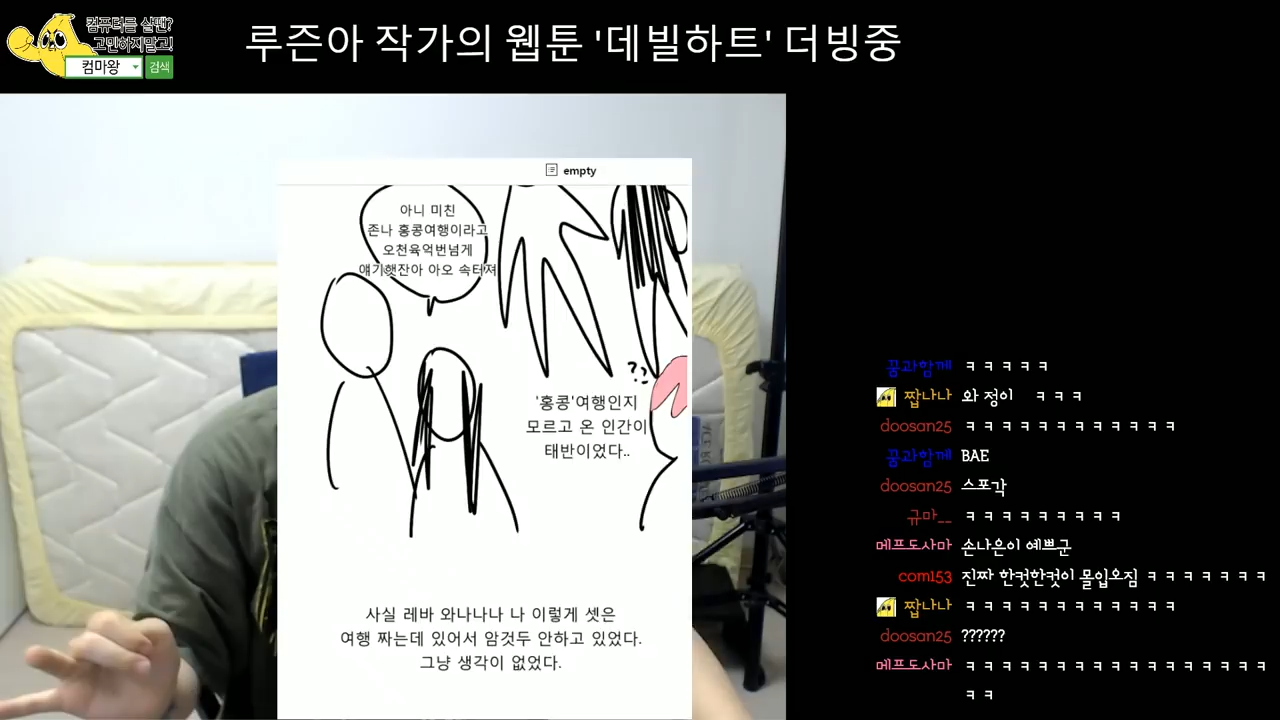 컴퓨터를 살땐?
고민하지말고!
컴마왕
검색
루즌아 작가의 웹툰 '데빌하트' 더빙중
empty
아니 미친
존나 홍콩여행이라고
오천육억번넘게
얘기햇잔아 아오 속터져
??
'홍콩'여행인지
모르고 온 인간이
태반이었다..
사실 레바 와나나나 나 이렇게 셋은
여행 짜는데 있어서 암것두 안하고 있었다.
그냥 생각이 없었다.
꿈과함께 ㅋㅋㅋㅋㅋ
짭나나 와 정이 ㅋㅋㅋ
doosan25 ㅋㅋㅋㅋㅋㅋㅋㅋㅋㅋㅋㅋ
꿈과함께 BAE
doosan25 스포각
규마__ ㅋㅋㅋㅋㅋㅋㅋㅋㅋ
메프도사마 손나은이 예쁘군
com153 진짜 한컷한컷이 몰입오짐 ㅋㅋㅋㅋㅋㅋㅋ
짭나나 ㅋㅋㅋㅋㅋㅋㅋㅋㅋㅋㅋㅋ
doosan25 ??????
메프도사마 ㅋㅋㅋㅋㅋㅋㅋㅋㅋㅋㅋㅋㅋㅋㅋㅋㅋ
ㅋㅋ